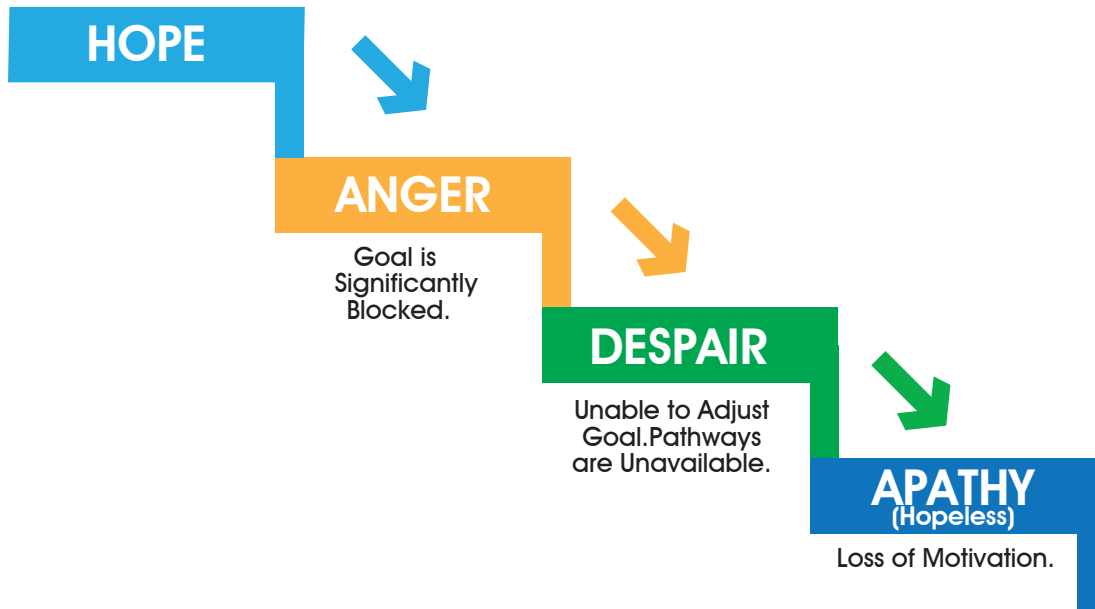 HOPE
ANGER
Goal is
Significantly
Blocked.
DESPAIR
Unable to Adjust
Goal.Pathways
are Unavailable.
APATHY
(Hopeless)
Loss of Motivation.